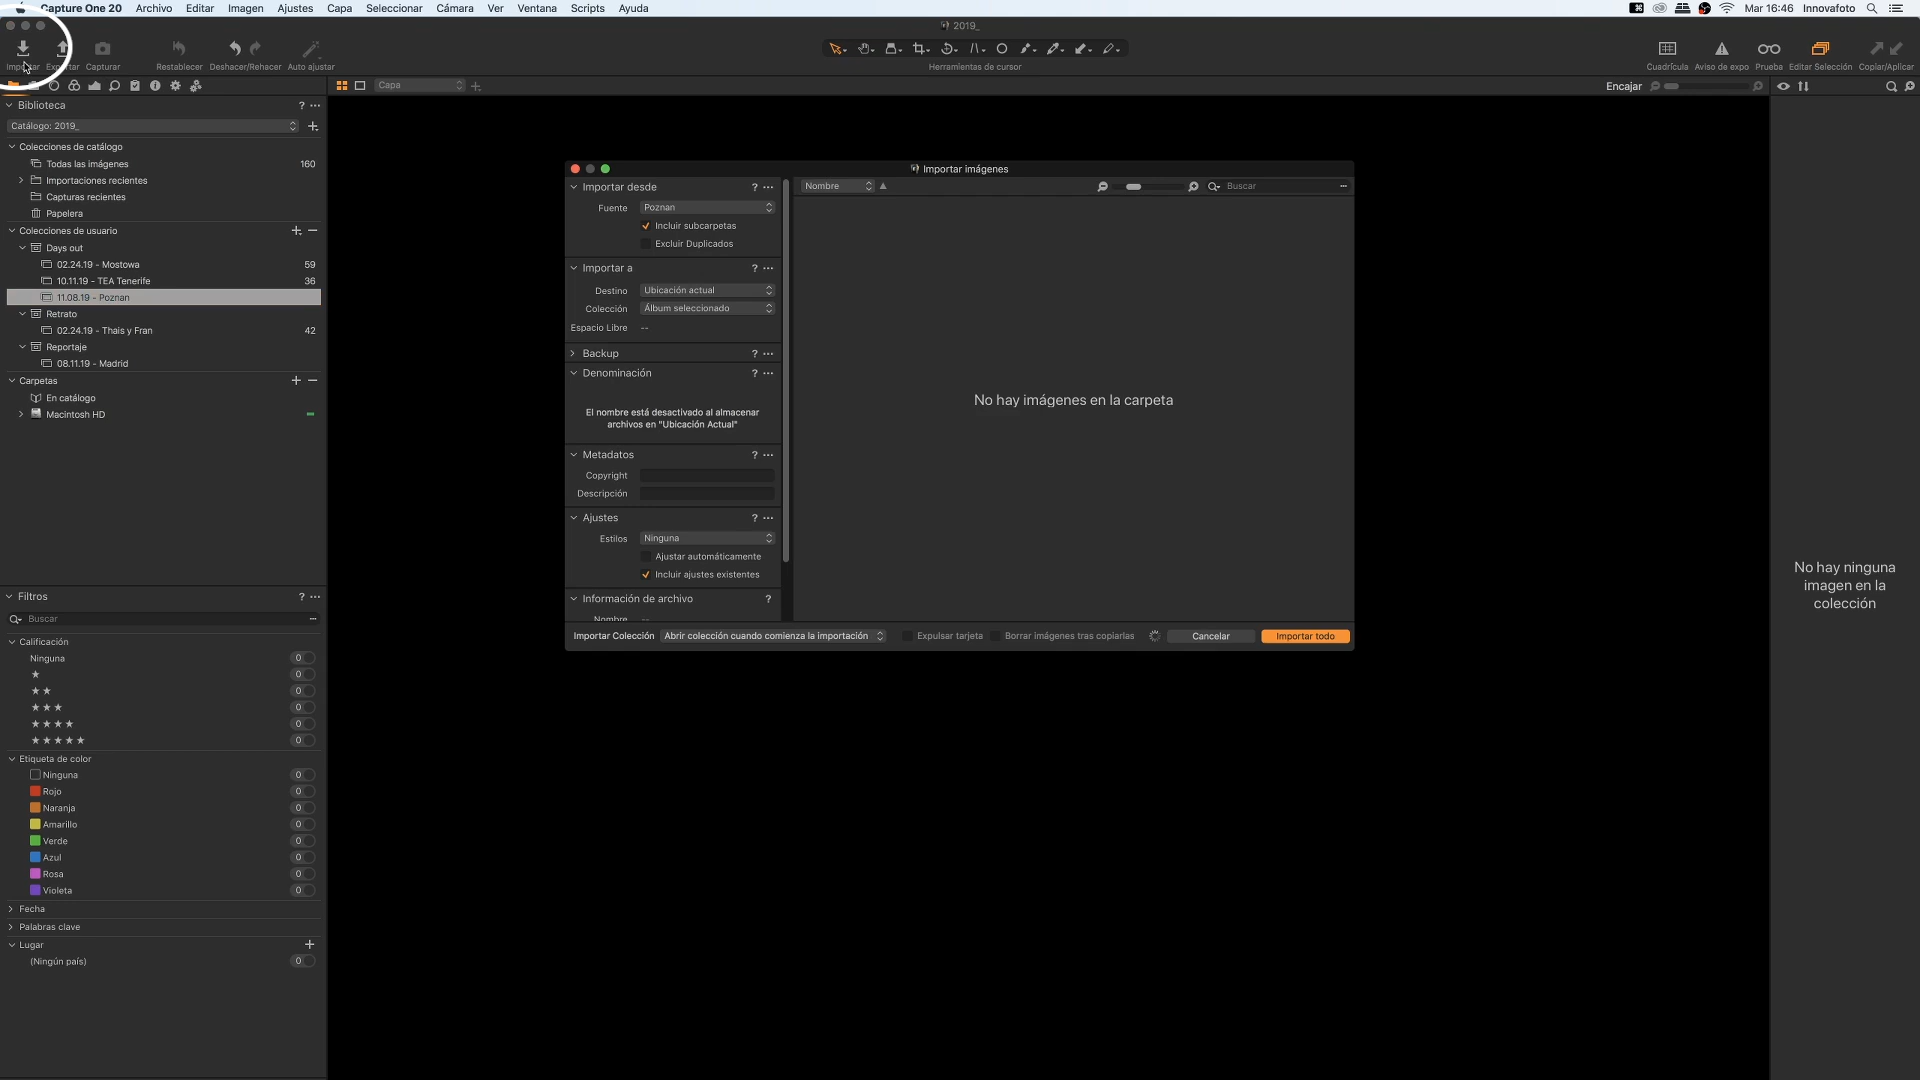 Capture One 20 Archivo Editar Imagen Ajustes Capa Seleccionar Cámara Ver Ventana Scripts Ayuda Mar 16:46 Innovafoto
2019_
Importar Exportar Capturar Restablecer Deshacer/Rehacer Auto ajustar Herramientas de cursor Cuadrícula Aviso de expo Prueba Editar Selección Copiar/Aplicar
Capa Encajar
Biblioteca ?
Catálogo: 2019_
Colecciones de catálogo
Todas las imágenes 160
Importaciones recientes
Capturas recientes
Papelera
Colecciones de usuario
Days out
02.24.19 - Mostowa 59
10.11.19 - TEA Tenerife 36
11.08.19 - Poznan
Retrato
02.24.19 - Thais y Fran 42
Reportaje
08.11.19 - Madrid
Carpetas
En catálogo
Macintosh HD
Filtros ?
Buscar
Calificación
Ninguna 0
★ 0
★★ 0
★★★ 0
★★★★ 0
★★★★★ 0
Etiqueta de color
Ninguna 0
Rojo 0
Naranja 0
Amarillo 0
Verde 0
Azul 0
Rosa 0
Violeta 0
Fecha
Palabras clave
Lugar
(Ningún país) 0
Importar imágenes
Importar desde ?
Fuente Poznan
Incluir subcarpetas
Excluir Duplicados
Importar a ?
Destino Ubicación actual
Colección Álbum seleccionado
Espacio Libre --
Backup ?
Denominación ?
El nombre está desactivado al almacenar
archivos en "Ubicación Actual"
Metadatos ?
Copyright
Descripción
Ajustes ?
Estilos Ninguna
Ajustar automáticamente
Incluir ajustes existentes
Información de archivo ?
Nombre --
Nombre Buscar
No hay imágenes en la carpeta
Importar Colección Abrir colección cuando comienza la importación Expulsar tarjeta Borrar imágenes tras copiarlas Cancelar Importar todo
No hay ninguna
imagen en la
colección